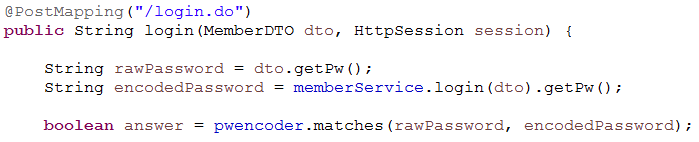 @PostMapping("/login.do")
public String login(MemberDTO dto, HttpSession session) {
String rawPassword = dto.getPw();
String encodedPassword = memberService.login(dto).getPw();
boolean answer = pwencoder.matches(rawPassword, encodedPassword);